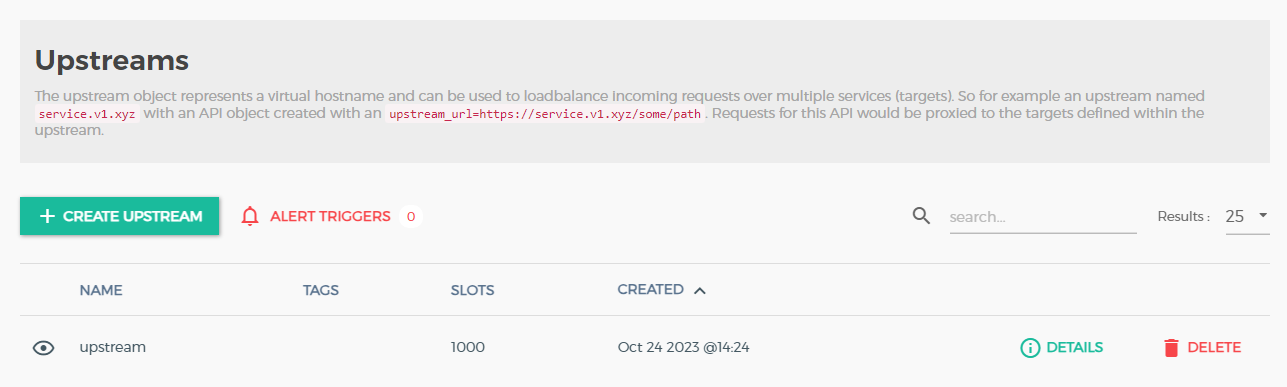 Upstreams
The upstream object represents a virtual hostname and can be used to loadbalance incoming requests over multiple services (targets). So for example an upstream named
service.v1.xyz with an API object created with an upstream_url=https://service.v1.xyz/some/path. Requests for this API would be proxied to the targets defined within the
upstream.
CREATE UPSTREAM ALERT TRIGGERS 0 search... Results : 25
NAME TAGS SLOTS CREATED
upstream 1000 Oct 24 2023 @14:24 DETAILS DELETE